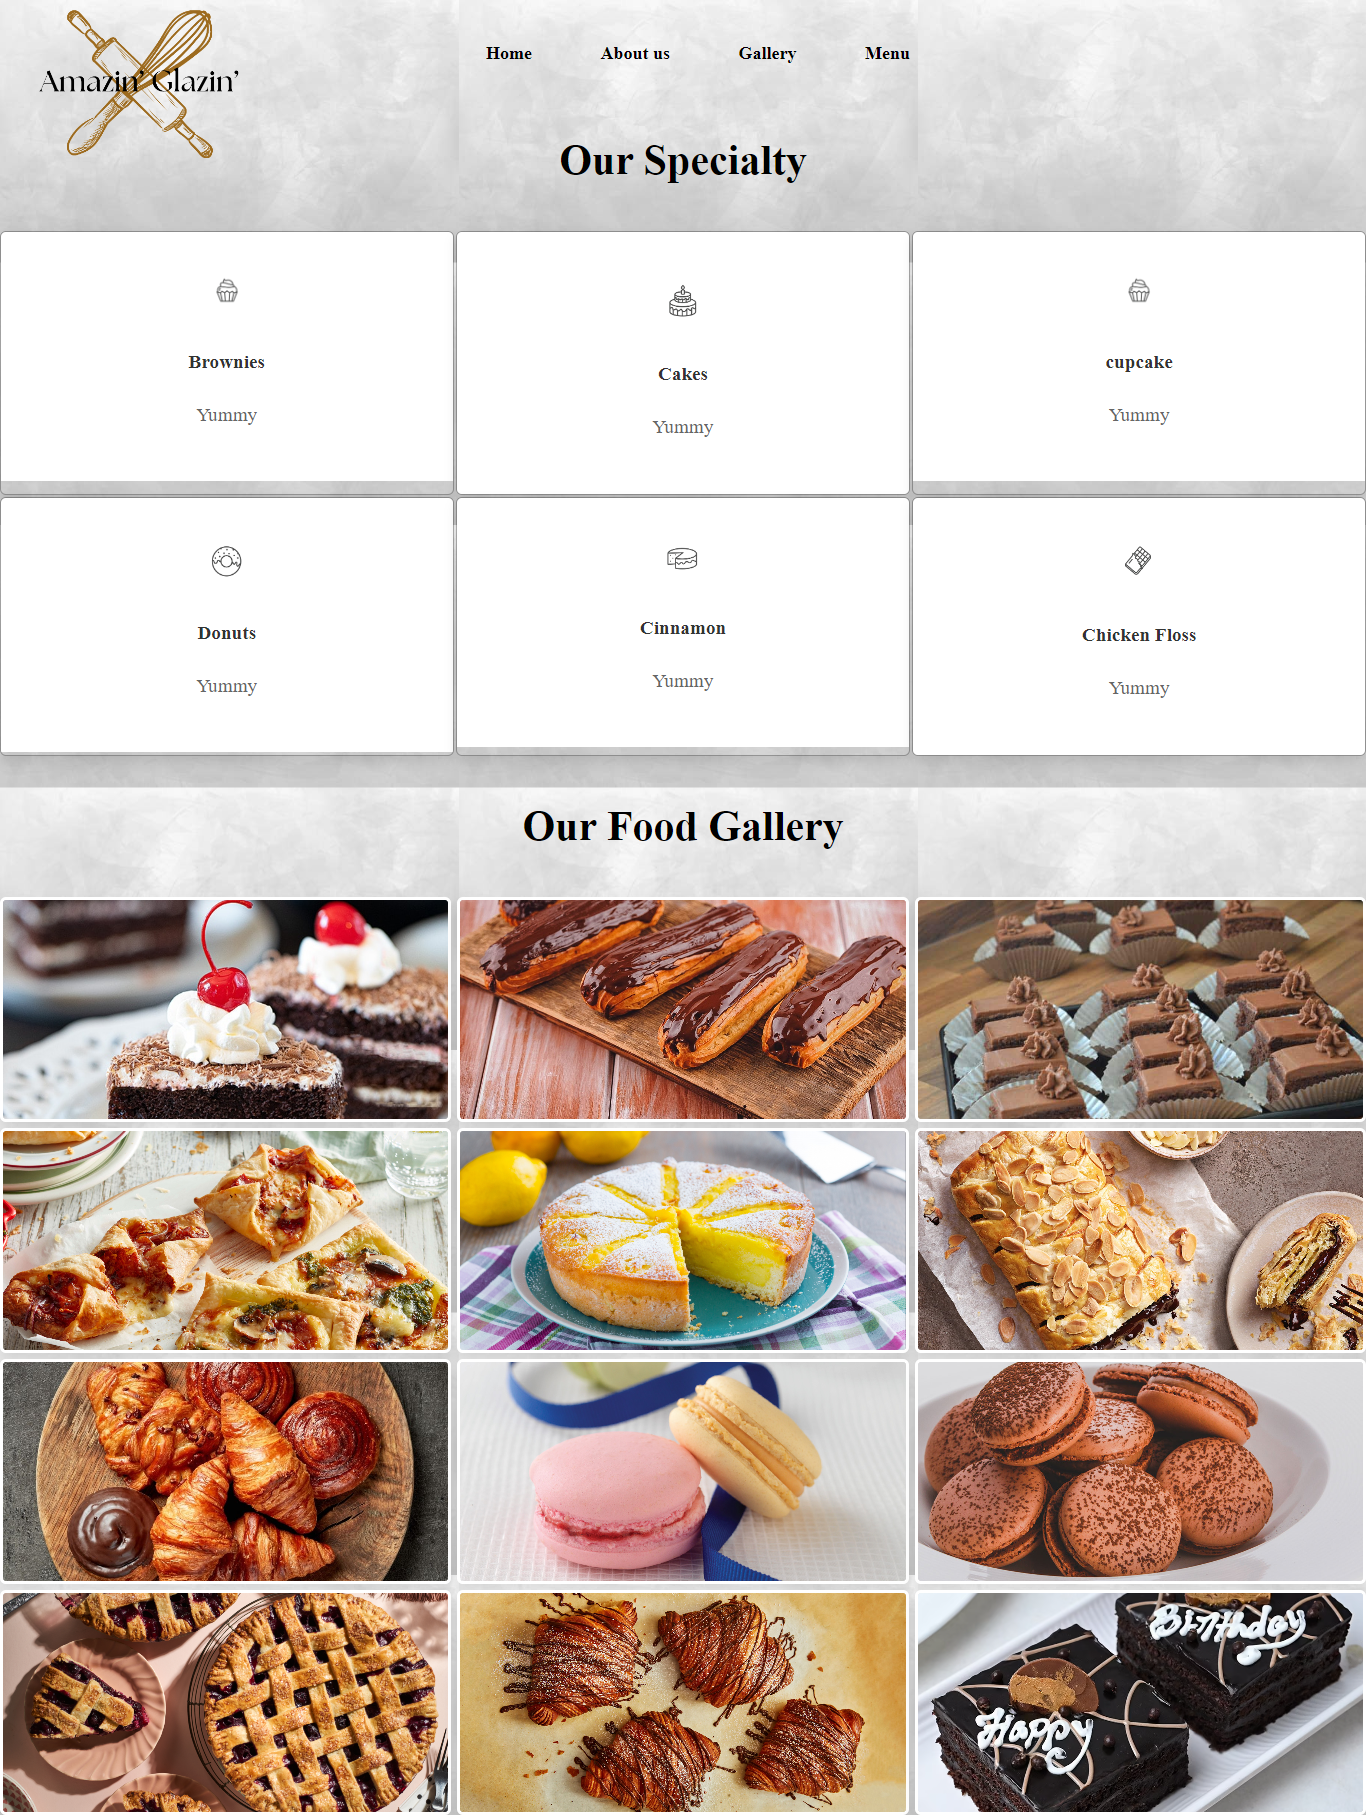 Amazin' Glazin'
Home About us Gallery Menu
Our Specialty
Brownies
Yummy
Cakes
Yummy
cupcake
Yummy
Donuts
Yummy
Cinnamon
Yummy
Chicken Floss
Yummy
Our Food Gallery
Birthday
Happy